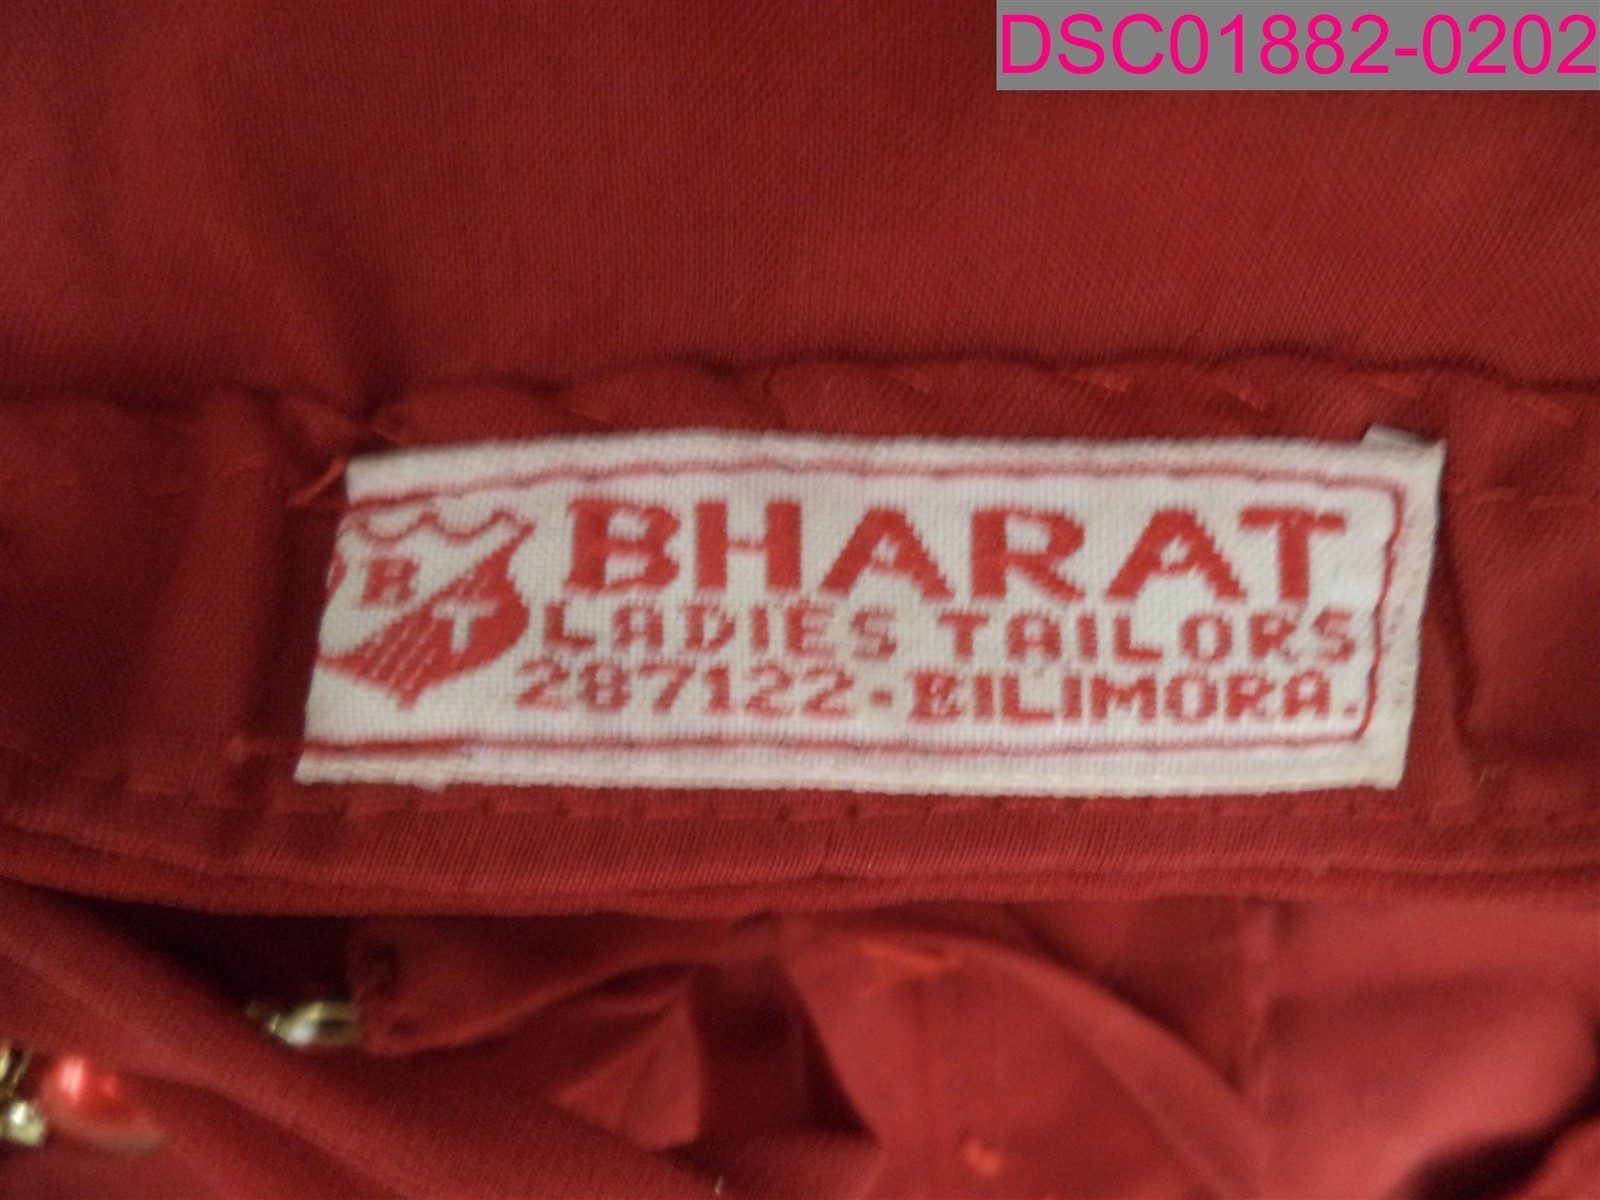 DSC01882-0202
BHARAT
LADIES TAILORS
287122-BILIMORA.